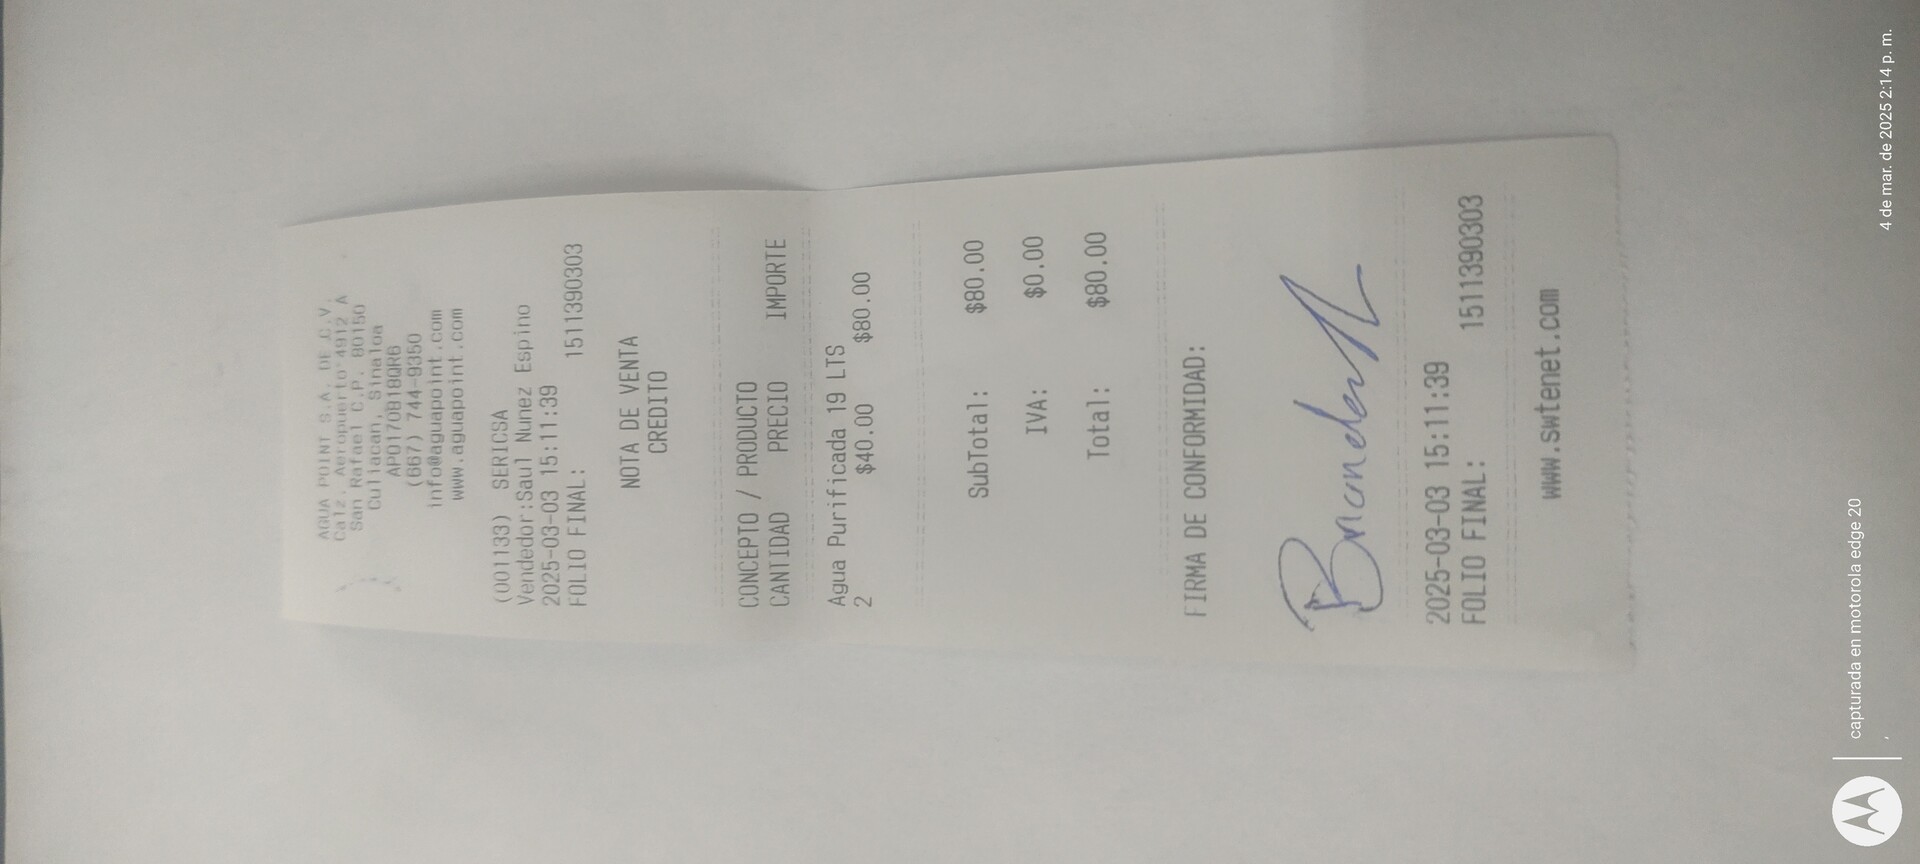 AGUA POINT S.A. DE C.V.
Calz. Aeropuerto 4912 A
San Rafael C.P. 80150
Culiacan, Sinaloa
APO170818QR6
(667) 744-9350
info@aguapoint.com
www.aguapoint.com
(001133) SERICSA
Vendedor:Saul Nunez Espino
2025-03-03 15:11:39
FOLIO FINAL: 1511390303
NOTA DE VENTA
CREDITO
CONCEPTO / PRODUCTO
CANTIDAD PRECIO IMPORTE
Agua Purificada 19 LTS
2 $40.00 $80.00
SubTotal: $80.00
IVA: $0.00
Total: $80.00
FIRMA DE CONFORMIDAD:
2025-03-03 15:11:39
FOLIO FINAL: 1511390303
www.swtenet.com
capturada en motorola edge 20
,
4 de mar. de 2025 2:14 p. m.